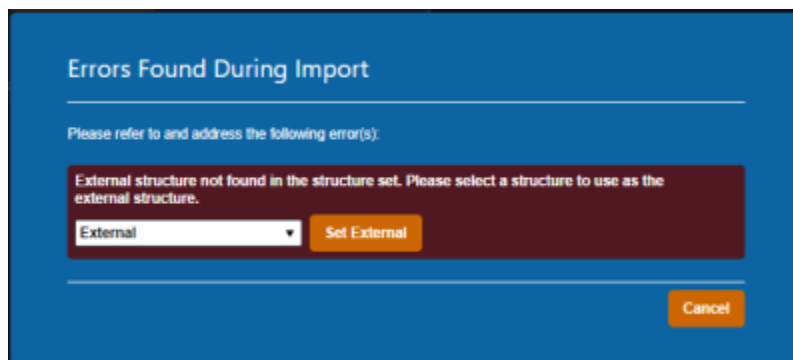 Errors Found During Import
Please refer to and address the following error(s):
External structure not found in the structure set. Please select a structure to use as the
external structure.
External
Set External
Cancel